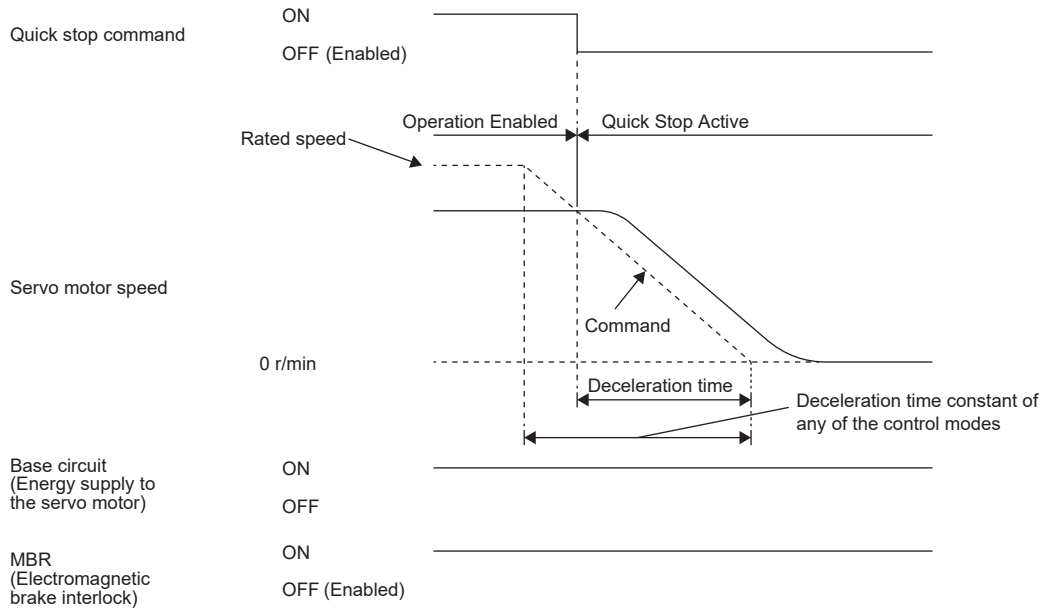 ON
Quick stop command
OFF (Enabled)
Operation Enabled
Quick Stop Active
Rated speed
Servo motor speed
Command
0 r/min
Deceleration time
Deceleration time constant of
any of the control modes
Base circuit
(Energy supply to
the servo motor)
ON
OFF
MBR
(Electromagnetic
brake interlock)
ON
OFF (Enabled)